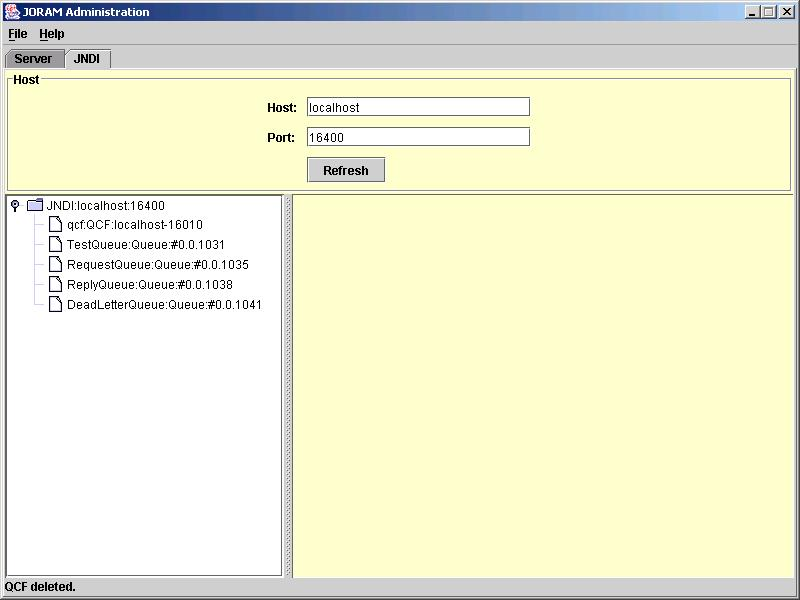 JORAM Administration
File Help
Server JNDI
Host
Host: localhost
Port: 16400
Refresh
JNDI:localhost:16400
qcf:QCF:localhost-16010
TestQueue:Queue:#0.0.1031
RequestQueue:Queue:#0.0.1035
ReplyQueue:Queue:#0.0.1038
DeadLetterQueue:Queue:#0.0.1041
QCF deleted.